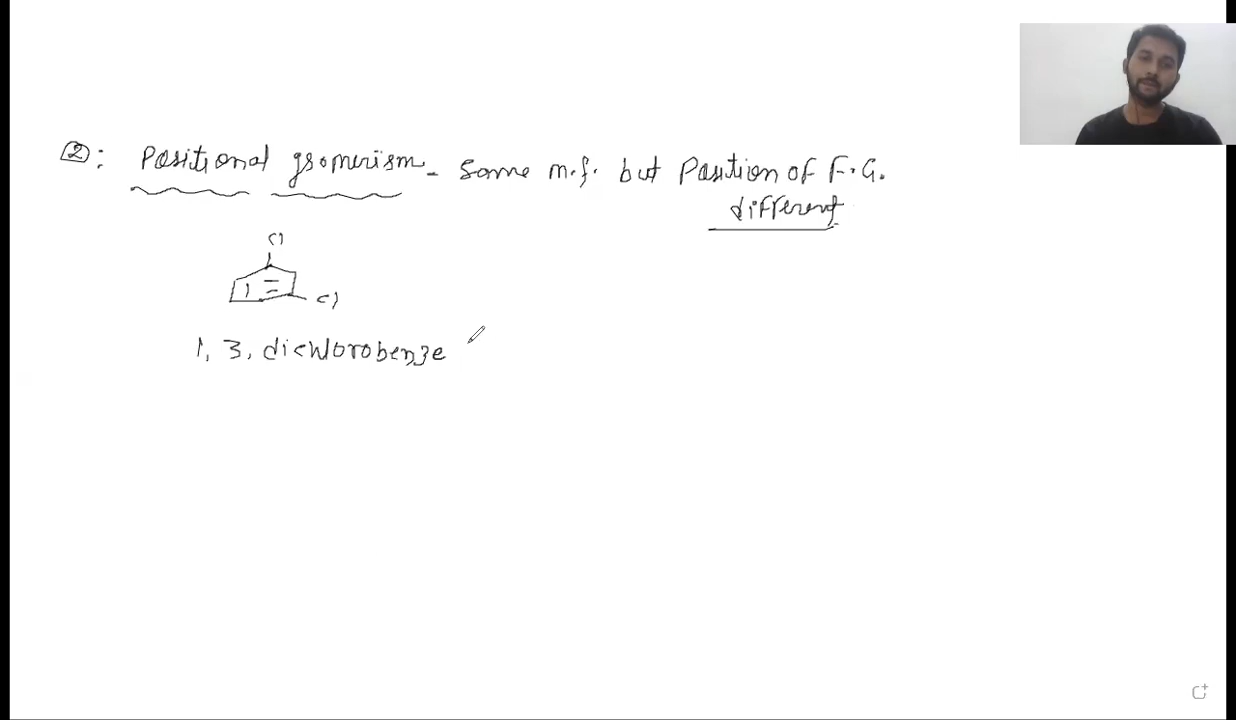 ②: Positional Isomerism - Same m.f. but Position of F.G.
different
Cl
Cl
1, 3, dichlorobenze